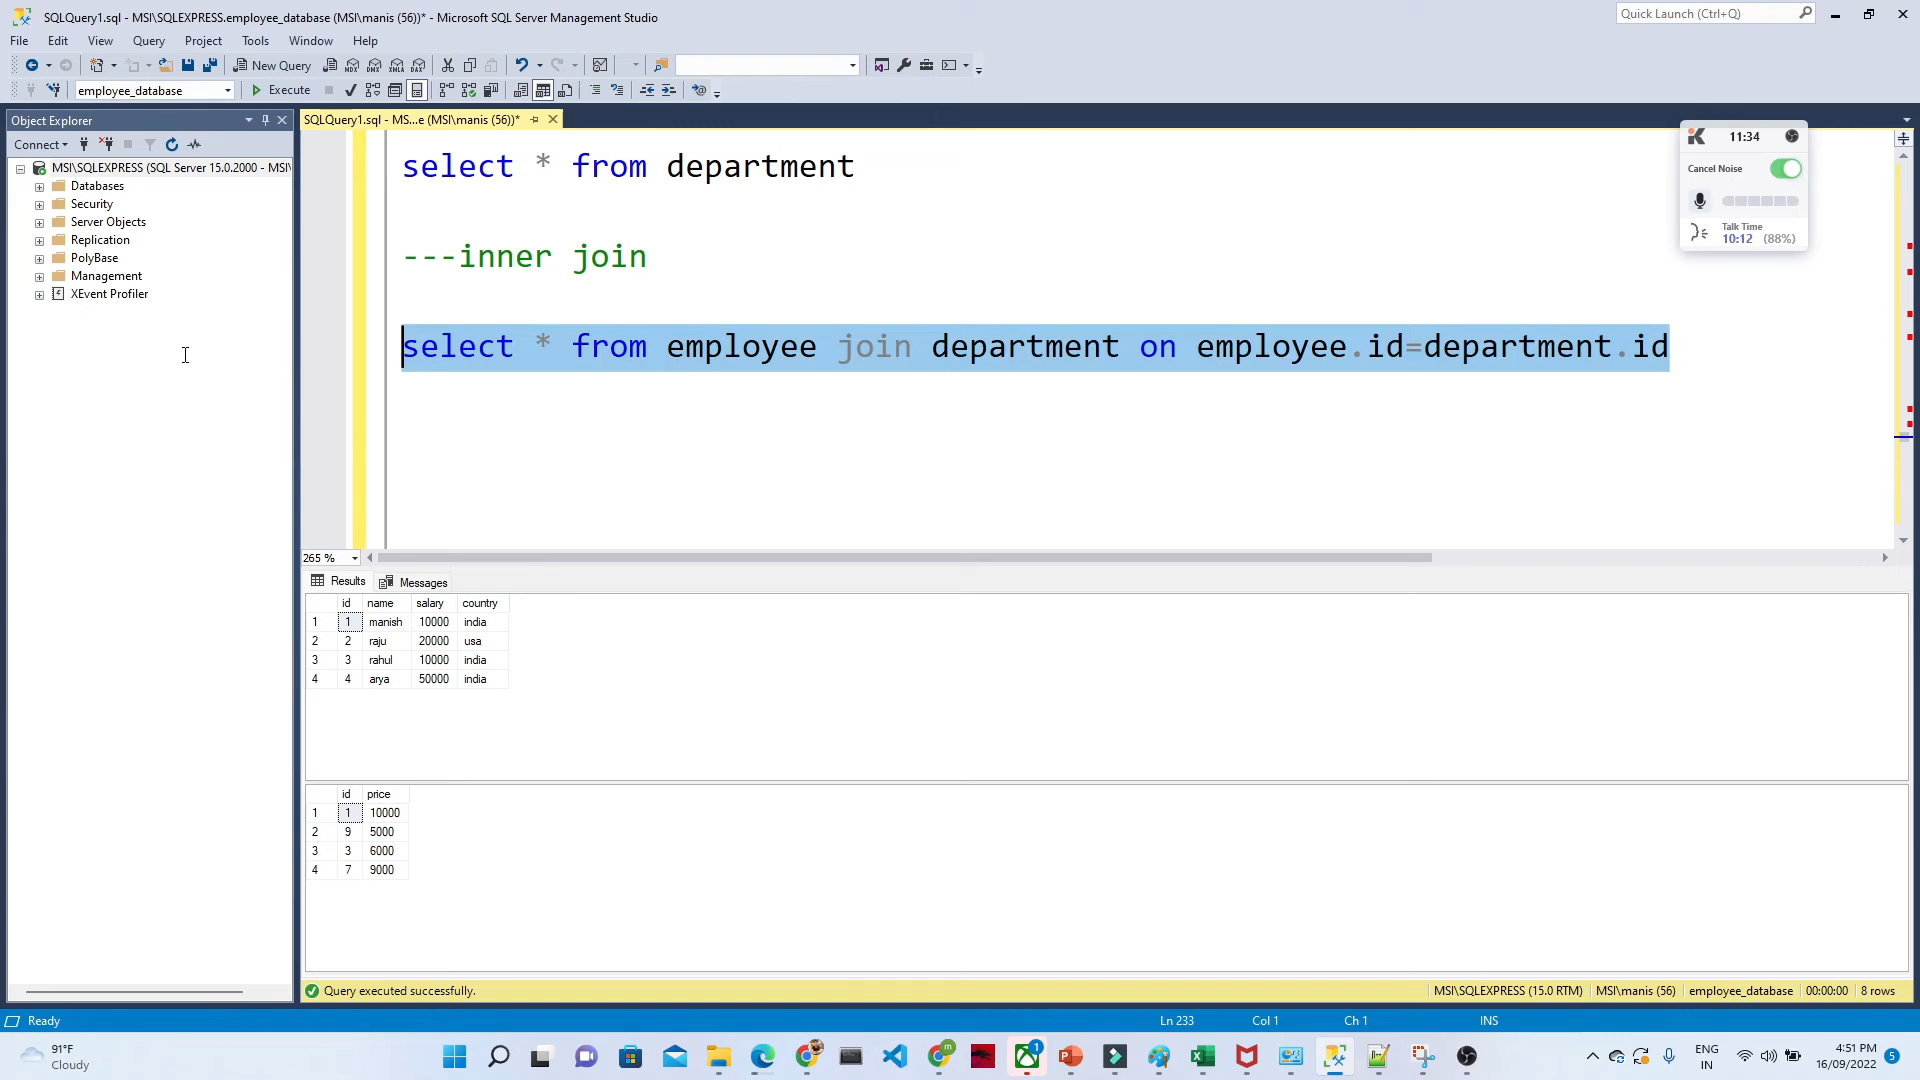 SQLQuery1.sql - MSI\SQLEXPRESS.employee_database (MSI\manis (56))* - Microsoft SQL Server Management Studio
Quick Launch (Ctrl+Q)
File Edit View Query Project Tools Window Help
New Query
employee_database Execute
Object Explorer
SQLQuery1.sql - MS...e (MSI\manis (56))*
Connect
MSI\SQLEXPRESS (SQL Server 15.0.2000 - MSI\
Databases
Security
Server Objects
Replication
PolyBase
Management
XEvent Profiler
select * from department
---inner join
select * from employee join department on employee.id=department.id
11:34
Cancel Noise
Talk Time
10:12 (88%)
265 %
Results Messages
id name salary country
1 1 manish 10000 india
2 2 raju 20000 usa
3 3 rahul 10000 india
4 4 arya 50000 india
id price
1 1 10000
2 9 5000
3 3 6000
4 7 9000
Query executed successfully. MSI\SQLEXPRESS (15.0 RTM) MSI\manis (56) employee_database 00:00:00 8 rows
Ready Ln 233 Col 1 Ch 1 INS
91°F
Cloudy
m
1
ENG
IN
4:51 PM
16/09/2022
5